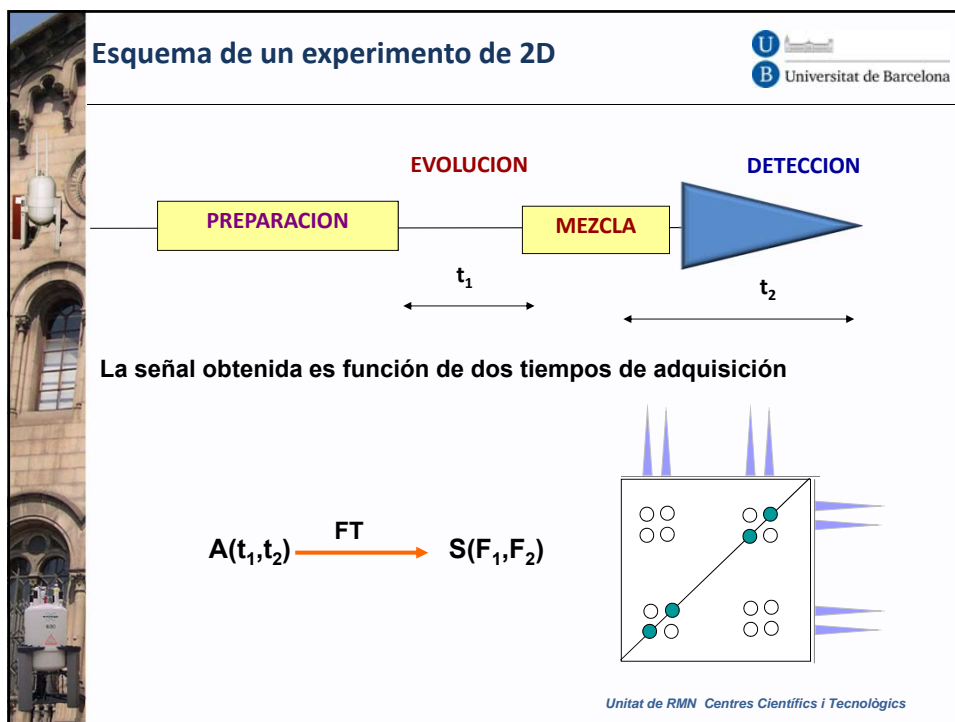 Esquema de un experimento de 2D
U
B Universitat de Barcelona
EVOLUCION
DETECCION
PREPARACION
MEZCLA
t₁
t₂
La señal obtenida es función de dos tiempos de adquisición
FT
A(t₁,t₂)
S(F₁,F₂)
Unitat de RMN Centres Científics i Tecnològics